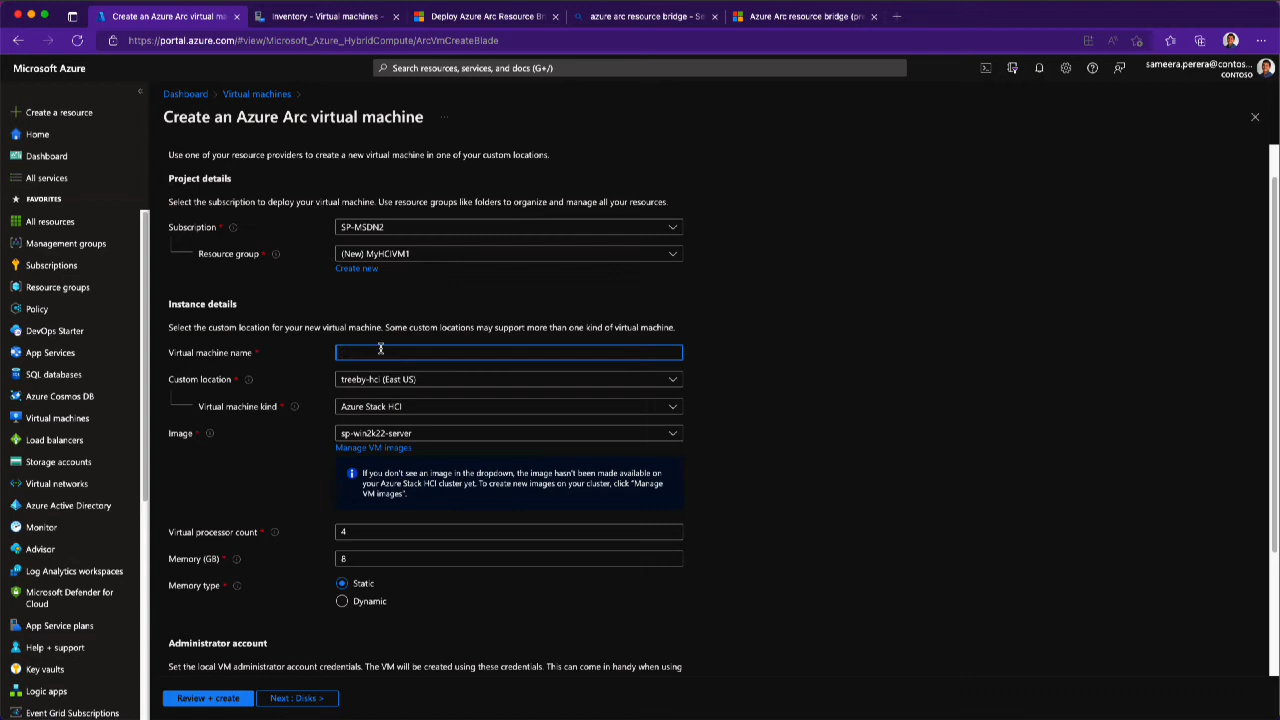 Create an Azure Arc virtual ma
Inventory - Virtual machines -
Deploy Azure Arc Resource Br
azure arc resource bridge - Se
Azure Arc resource bridge (pre
https://portal.azure.com/#view/Microsoft_Azure_HybridCompute/ArcVmCreateBlade
Microsoft Azure
Search resources, services, and docs (G+/)
sameera.perera@contos...
CONTOSO
Create a resource
Home
Dashboard
All services
FAVORITES
All resources
Management groups
Subscriptions
Resource groups
Policy
DevOps Starter
App Services
SQL databases
Azure Cosmos DB
Virtual machines
Load balancers
Storage accounts
Virtual networks
Azure Active Directory
Monitor
Advisor
Log Analytics workspaces
Microsoft Defender for
Cloud
App Service plans
Help + support
Key vaults
Logic apps
Event Grid Subscriptions
Dashboard > Virtual machines >
Create an Azure Arc virtual machine ...
Use one of your resource providers to create a new virtual machine in one of your custom locations.
Project details
Select the subscription to deploy your virtual machine. Use resource groups like folders to organize and manage all your resources.
Subscription * SP-MSDN2
Resource group * (New) MyHCIVM1
Create new
Instance details
Select the custom location for your new virtual machine. Some custom locations may support more than one kind of virtual machine.
Virtual machine name *
Custom location * treeby-hci (East US)
Virtual machine kind * Azure Stack HCI
Image * sp-win2k22-server
Manage VM images
If you don't see an image in the dropdown, the image hasn't been made available on
your Azure Stack HCI cluster yet. To create new images on your cluster, click "Manage
VM images".
Virtual processor count * 4
Memory (GB) * 8
Memory type * Static
Dynamic
Administrator account
Set the local VM administrator account credentials. The VM will be created using these credentials. This can come in handy when using
Review + create
Next : Disks >